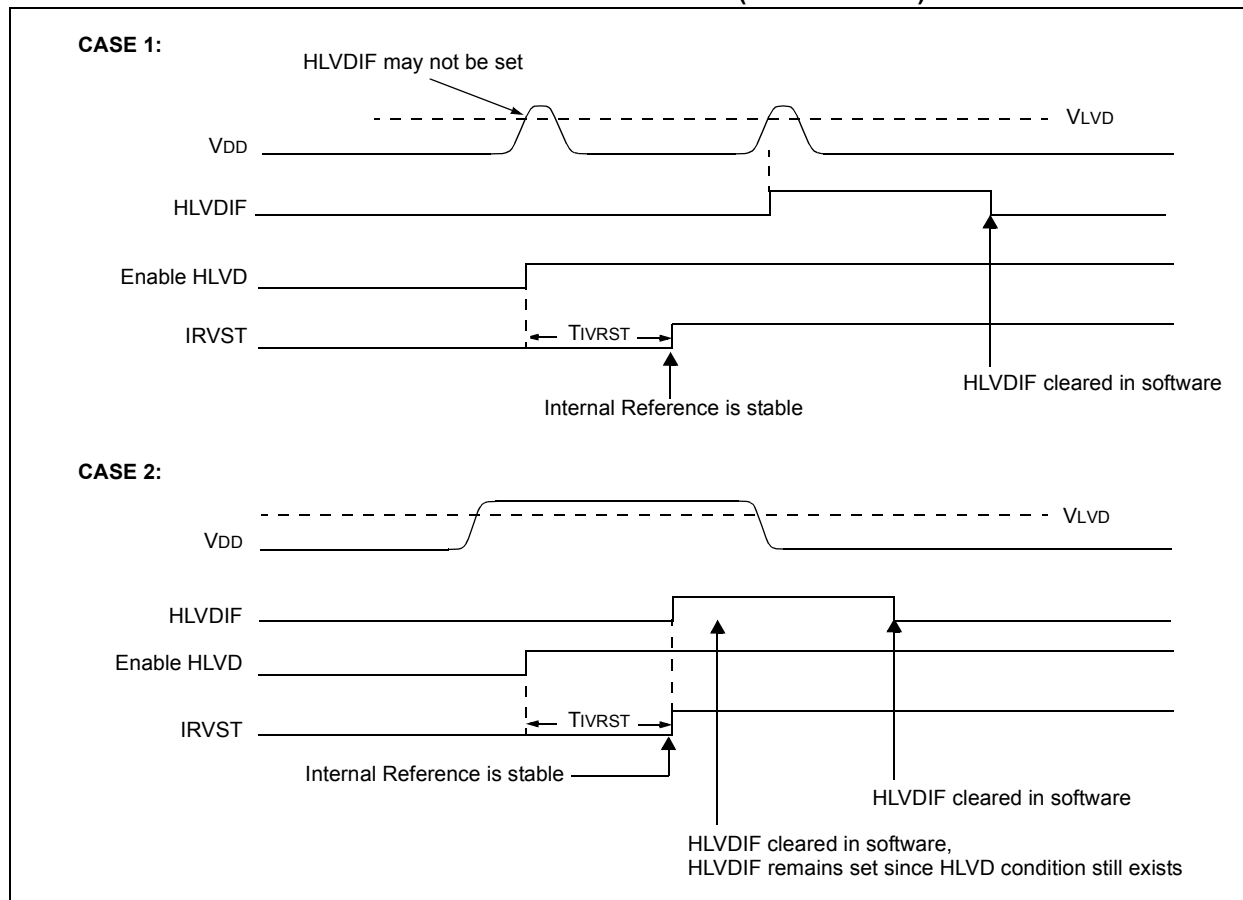 CASE 1:
HLVDIF may not be set
VLVD
VDD
HLVDIF
Enable HLVD
IRVST
TIVRST
HLVDIF cleared in software
Internal Reference is stable
CASE 2:
VLVD
VDD
HLVDIF
Enable HLVD
IRVST
TIVRST
Internal Reference is stable
HLVDIF cleared in software
HLVDIF cleared in software,
HLVDIF remains set since HLVD condition still exists